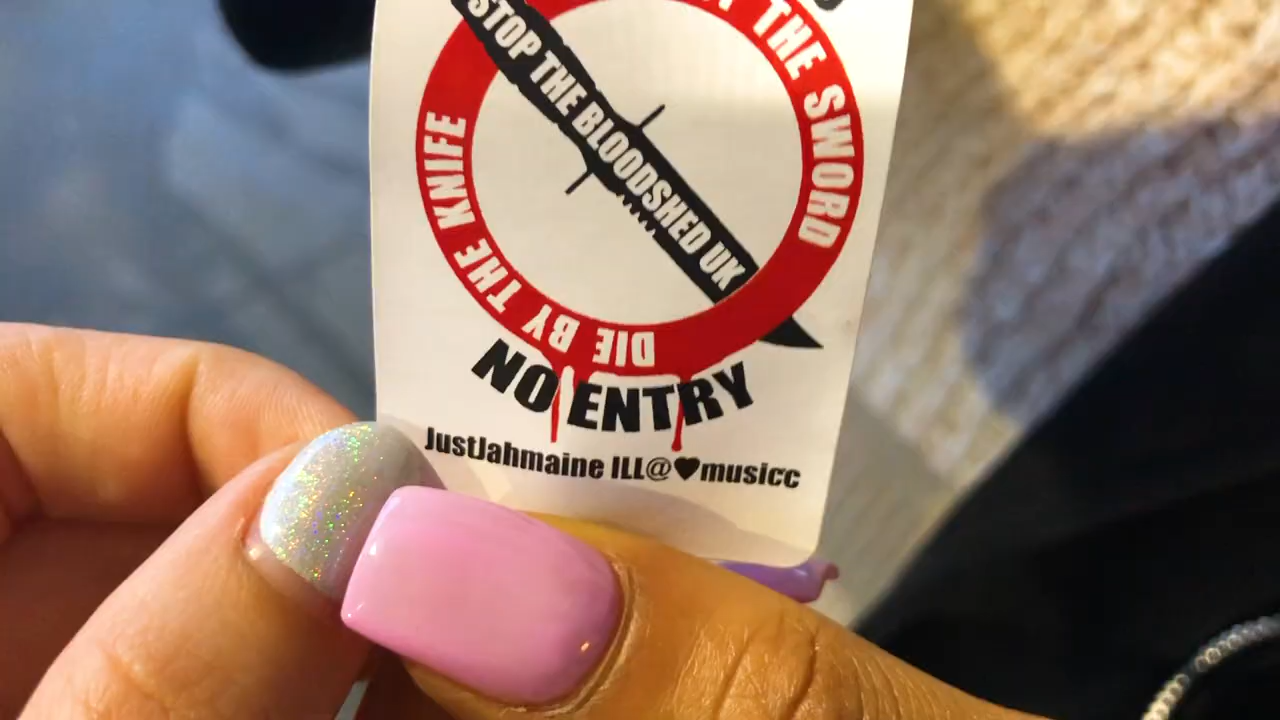 THE SWORD
STOP THE BLOODSHED UK
DIE BY THE KNIFE
NO ENTRY
JustJahmaine ILL@♥musicc